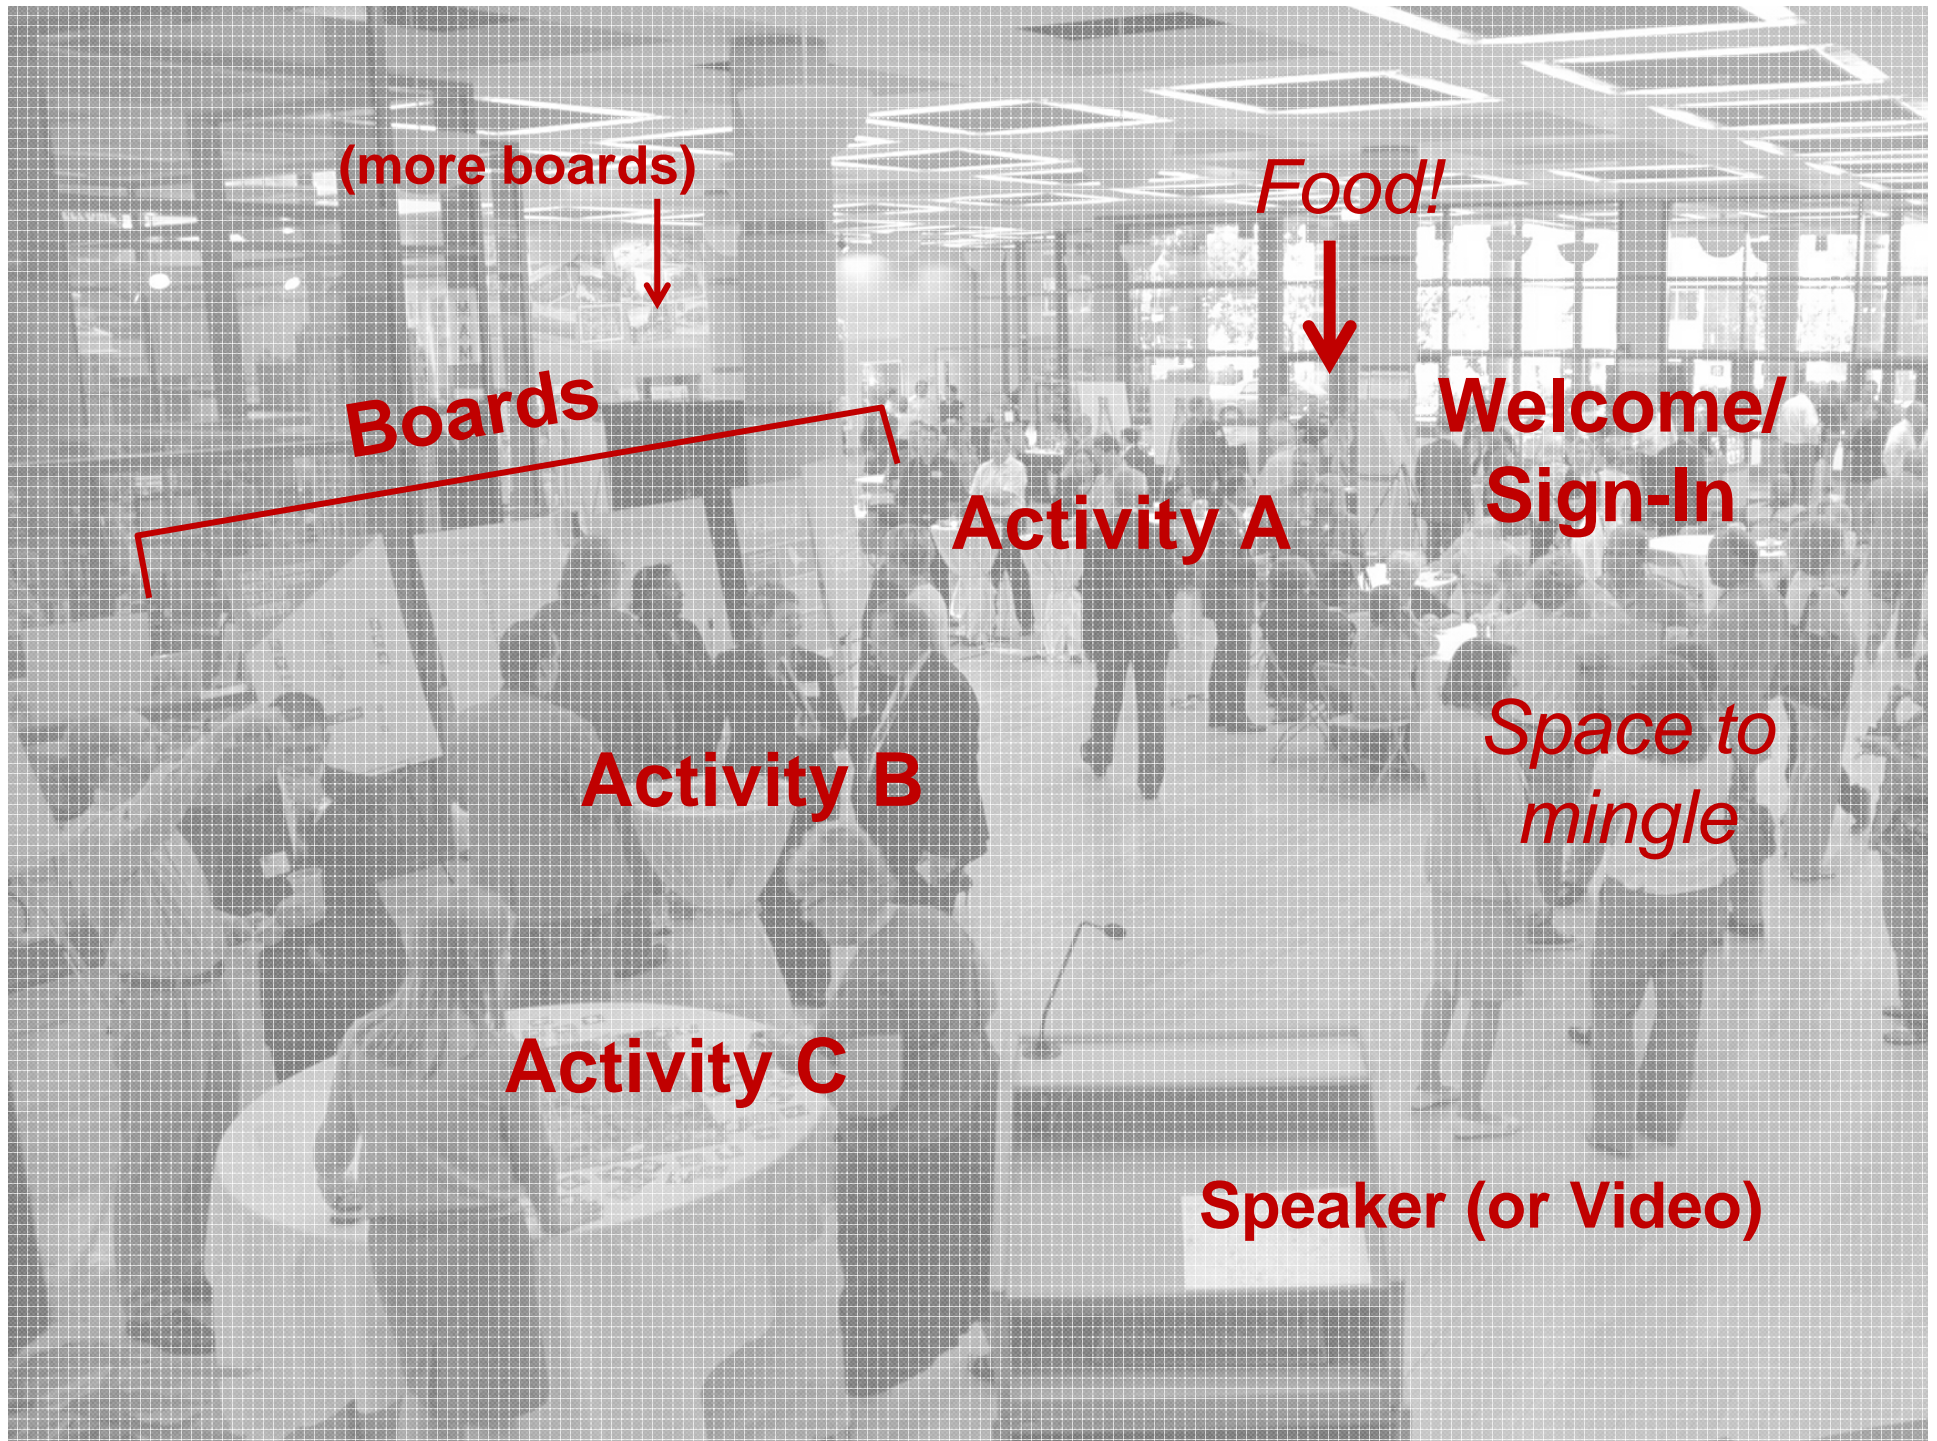 (more boards)
Food!
Boards
Welcome/
Sign-In
Activity A
Space to
mingle
Activity B
Activity C
Speaker (or Video)